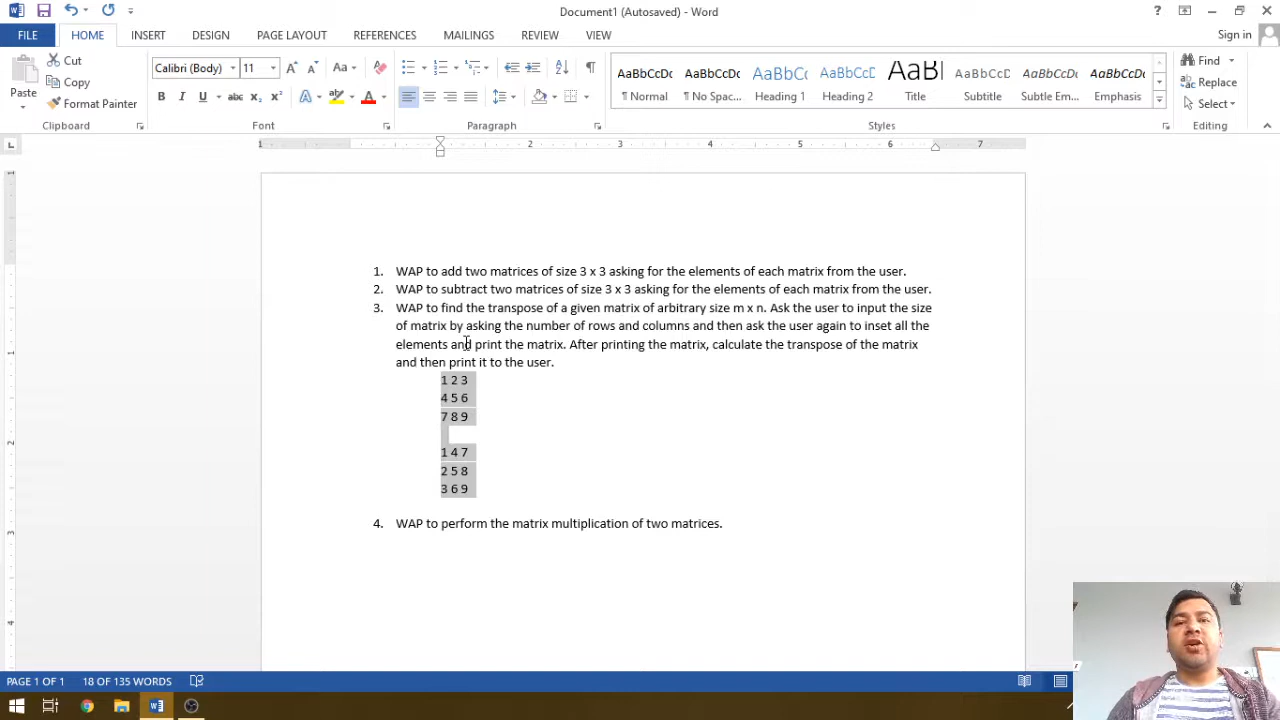 Document1 (Autosaved) - Word
Sign in
FILE HOME INSERT DESIGN PAGE LAYOUT REFERENCES MAILINGS REVIEW VIEW
Paste
Cut
Copy
Format Painter
Clipboard
Calibri (Body) 11
Font
Paragraph
AaBbCcDc AaBbCcDc AaBbCc AaBbCcD AaBl AaBbCcD AaBbCcDc AaBbCcDc
¶ Normal ¶ No Spac... Heading 1 Heading 2 Title Subtitle Subtle Em... Emphasis
Styles
Find
Replace
Select
Editing
1 1 2 3 4 5 6 7
1. WAP to add two matrices of size 3 x 3 asking for the elements of each matrix from the user.
2. WAP to subtract two matrices of size 3 x 3 asking for the elements of each matrix from the user.
3. WAP to find the transpose of a given matrix of arbitrary size m x n. Ask the user to input the size
of matrix by asking the number of rows and columns and then ask the user again to inset all the
elements and print the matrix. After printing the matrix, calculate the transpose of the matrix
and then print it to the user.
1 2 3
4 5 6
7 8 9
1 4 7
2 5 8
3 6 9
4. WAP to perform the matrix multiplication of two matrices.
PAGE 1 OF 1 18 OF 135 WORDS